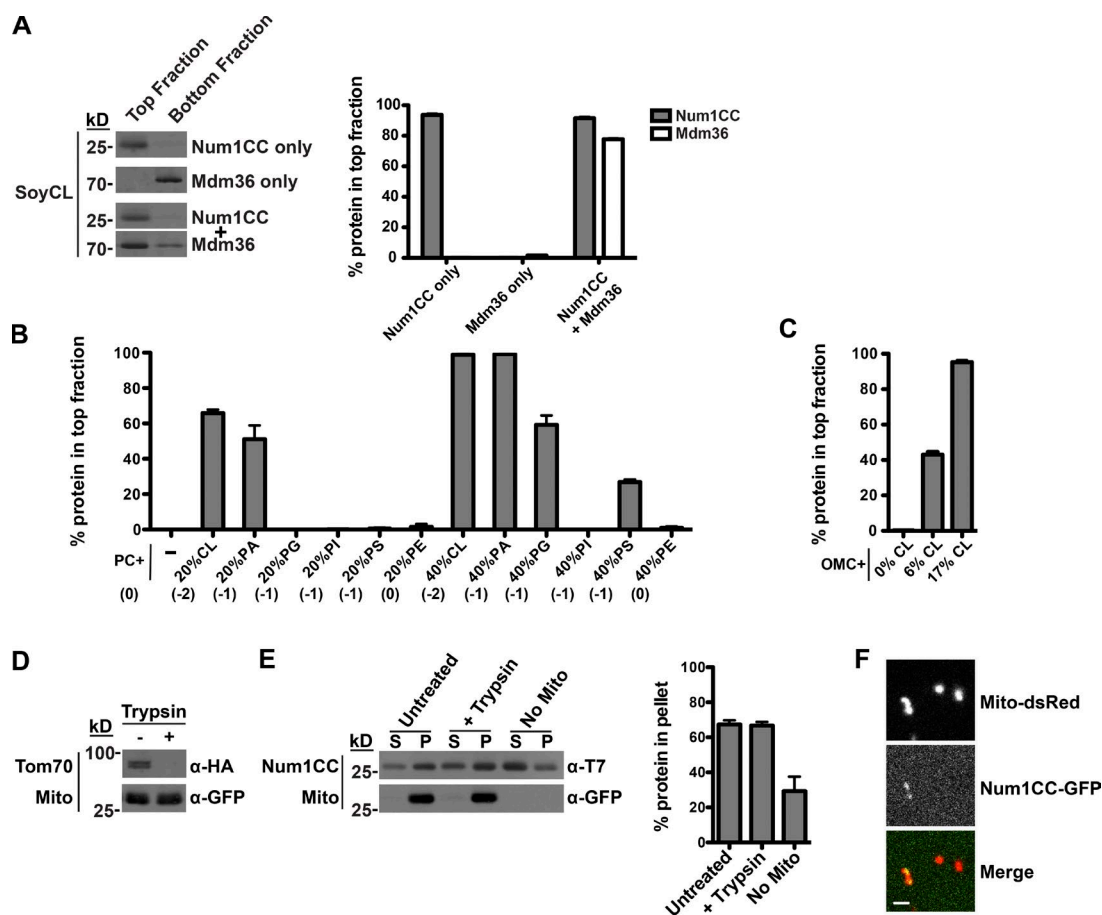 A
Top Fraction
Bottom Fraction
kD
SoyCL
25-
Num1CC only
70-
Mdm36 only
25-
Num1CC
+
70-
Mdm36
% protein in top fraction
100
80
60
40
20
0
Num1CC only
Mdm36 only
Num1CC
+ Mdm36
Num1CC
Mdm36
B
% protein in top fraction
100
80
60
40
20
0
PC+
– 20%CL 20%PA 20%PG 20%PI 20%PS 20%PE 40%CL 40%PA 40%PG 40%PI 40%PS 40%PE
(0) (-2) (-1) (-1) (-1) (-1) (0) (-2) (-1) (-1) (-1) (-1) (0)
C
% protein in top fraction
100
80
60
40
20
0
OMC+
0% CL 6% CL 17% CL
D
Trypsin
kD - +
100-
Tom70
α-HA
Mito
α-GFP
25-
E
Untreated
+ Trypsin
No Mito
kD S P S P S P
Num1CC
25-
α-T7
Mito
25-
α-GFP
% protein in pellet
100
80
60
40
20
0
Untreated
+ Trypsin
No Mito
F
Mito-dsRed
Num1CC-GFP
Merge